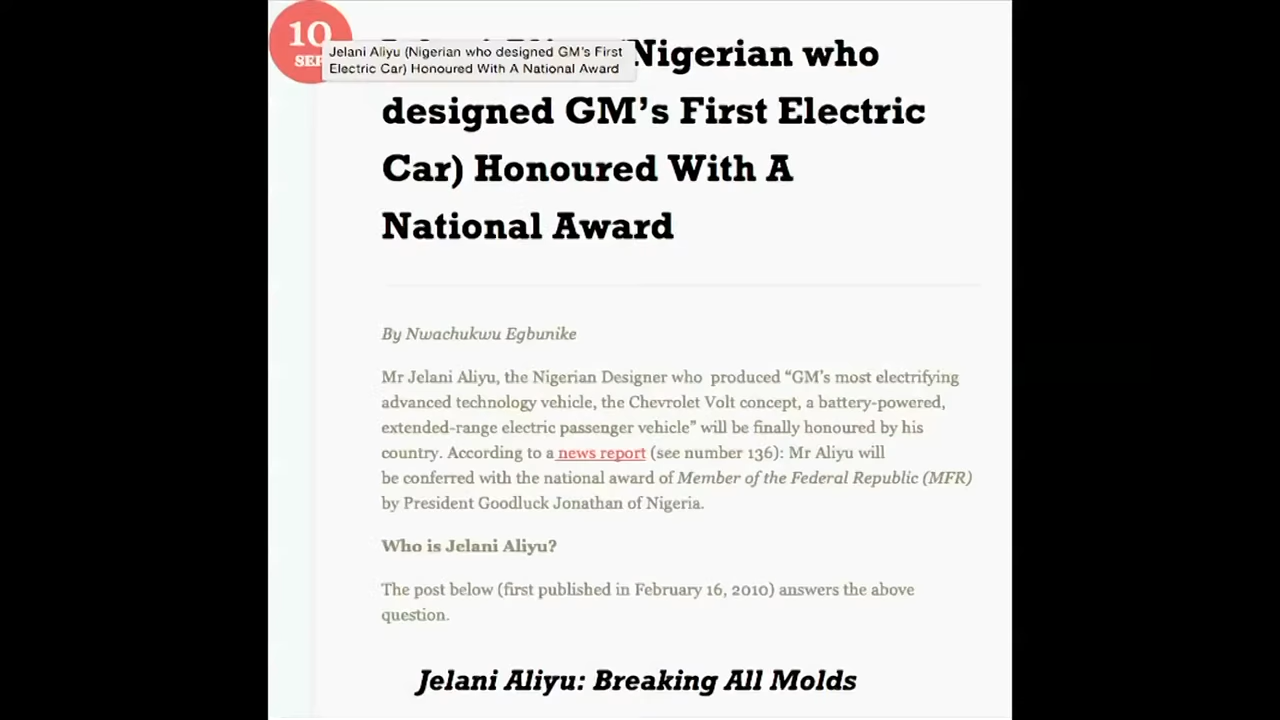 10
SEP
Jelani Aliyu (Nigerian who designed GM's First
Electric Car) Honoured With A National Award
Nigerian who
designed GM's First Electric
Car) Honoured With A
National Award
By Nwachukwu Egbunike
Mr Jelani Aliyu, the Nigerian Designer who produced “GM's most electrifying
advanced technology vehicle, the Chevrolet Volt concept, a battery-powered,
extended-range electric passenger vehicle” will be finally honoured by his
country. According to a news report (see number 136): Mr Aliyu will
be conferred with the national award of Member of the Federal Republic (MFR)
by President Goodluck Jonathan of Nigeria.
Who is Jelani Aliyu?
The post below (first published in February 16, 2010) answers the above
question.
Jelani Aliyu: Breaking All Molds